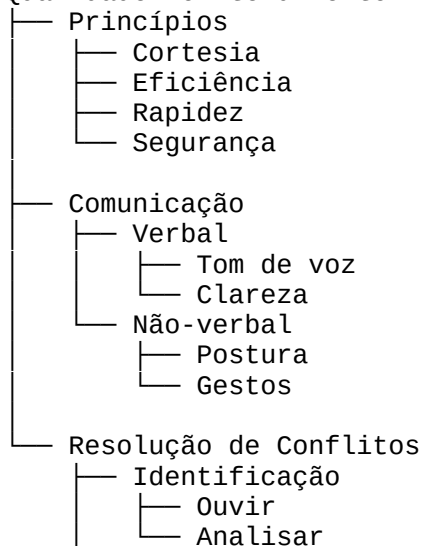 ├── Princípios
│   ├── Cortesia
│   ├── Eficiência
│   ├── Rapidez
│   └── Segurança
│
├── Comunicação
│   ├── Verbal
│   │   ├── Tom de voz
│   │   └── Clareza
│   └── Não-verbal
│       ├── Postura
│       └── Gestos
│
└── Resolução de Conflitos
    ├── Identificação
    │   ├── Ouvir
    │   └── Analisar